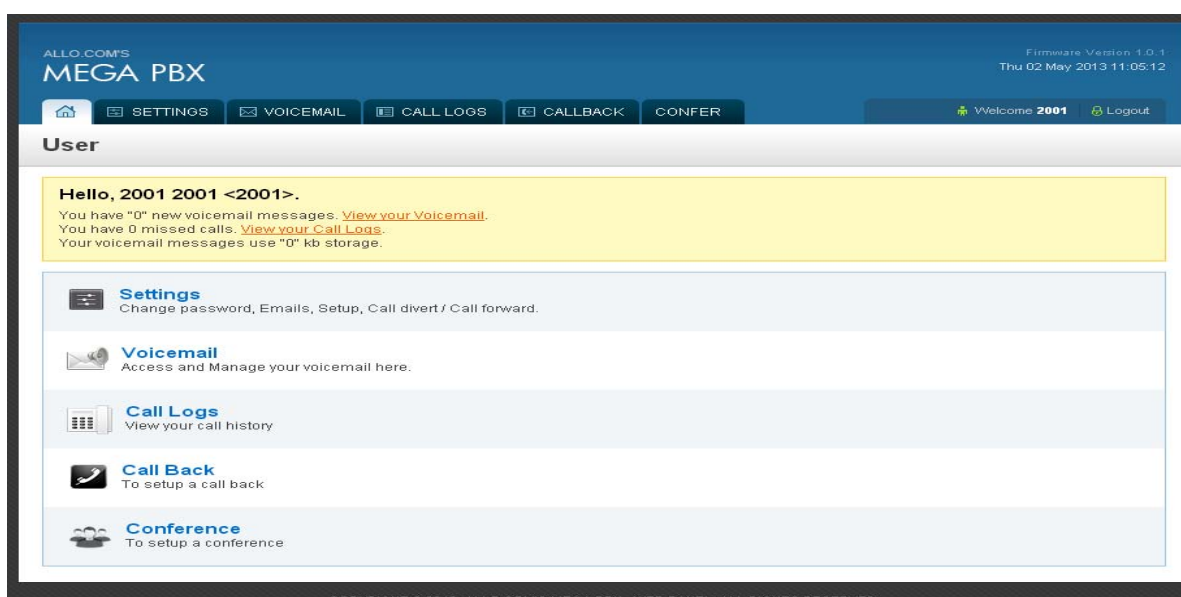 ALLO.COM'S
MEGA PBX
Firmware Version 1.0.1
Thu 02 May 2013 11:05:12
SETTINGS VOICEMAIL CALL LOGS CALLBACK CONFER
Welcome 2001 Logout
User
Hello, 2001 2001 <2001>.
You have "0" new voicemail messages. View your Voicemail.
You have 0 missed calls. View your Call Logs.
Your voicemail messages use "0" kb storage.
Settings
Change password, Emails, Setup, Call divert / Call forward.
Voicemail
Access and Manage your voicemail here.
Call Logs
View your call history
Call Back
To setup a call back
Conference
To setup a conference